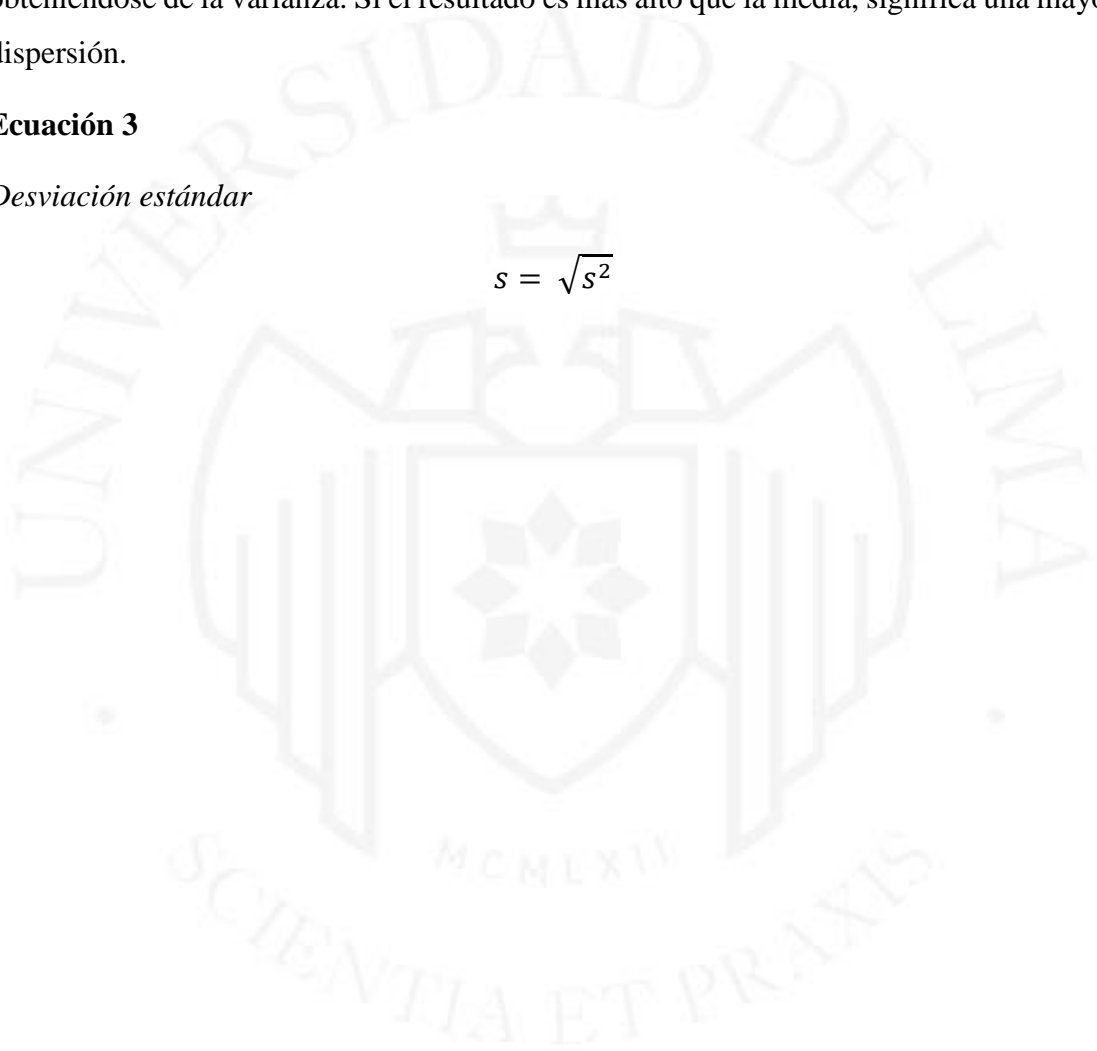 obteniéndose de la varianza. Si el resultado es más alto que la media, significa una mayo
dispersión.
Ecuación 3
Desviación estándar
s = √s²
UNIVERSIDAD DE LIMA
MCMLXII
SCIENTIA ET PRAXIS